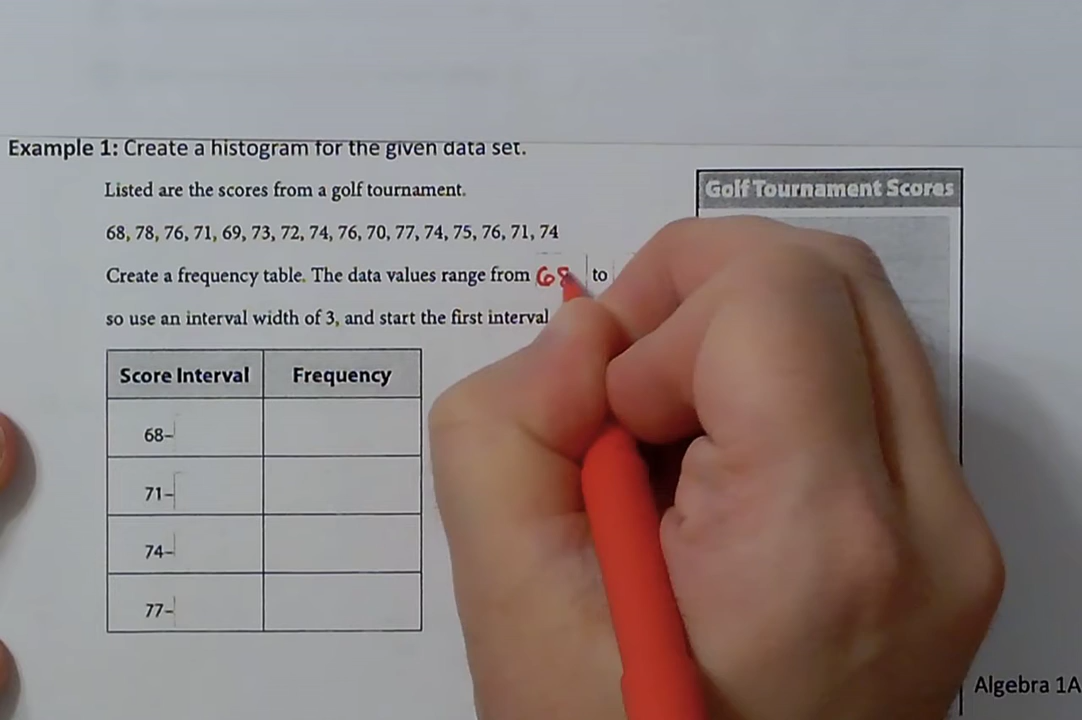 Example 1: Create a histogram for the given data set.
Listed are the scores from a golf tournament.
Golf Tournament Scores
68, 78, 76, 71, 69, 73, 72, 74, 76, 70, 77, 74, 75, 76, 71, 74
Create a frequency table. The data values range from 68 to
so use an interval width of 3, and start the first interval
Score Interval Frequency
68–
71–
74–
77–
Algebra 1A